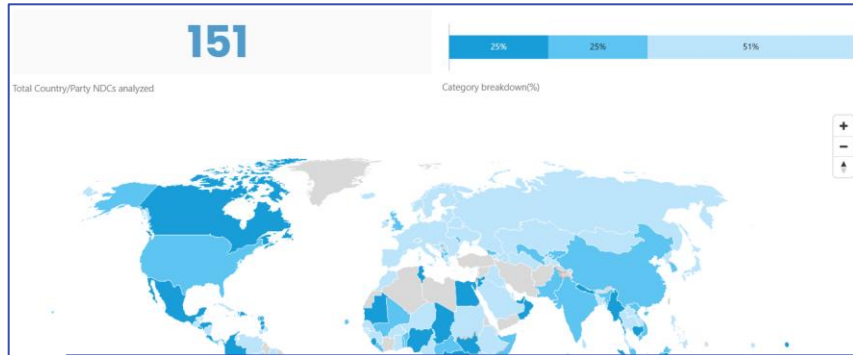 151
25% 25% 51%
Total Country/Party NDCs analyzed
Category breakdown(%)